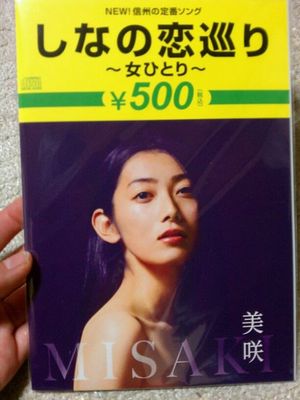 NEW! 信州の定番ソング
しなの恋巡り
～女ひとり～
¥500(税込)
美咲
MISAKI